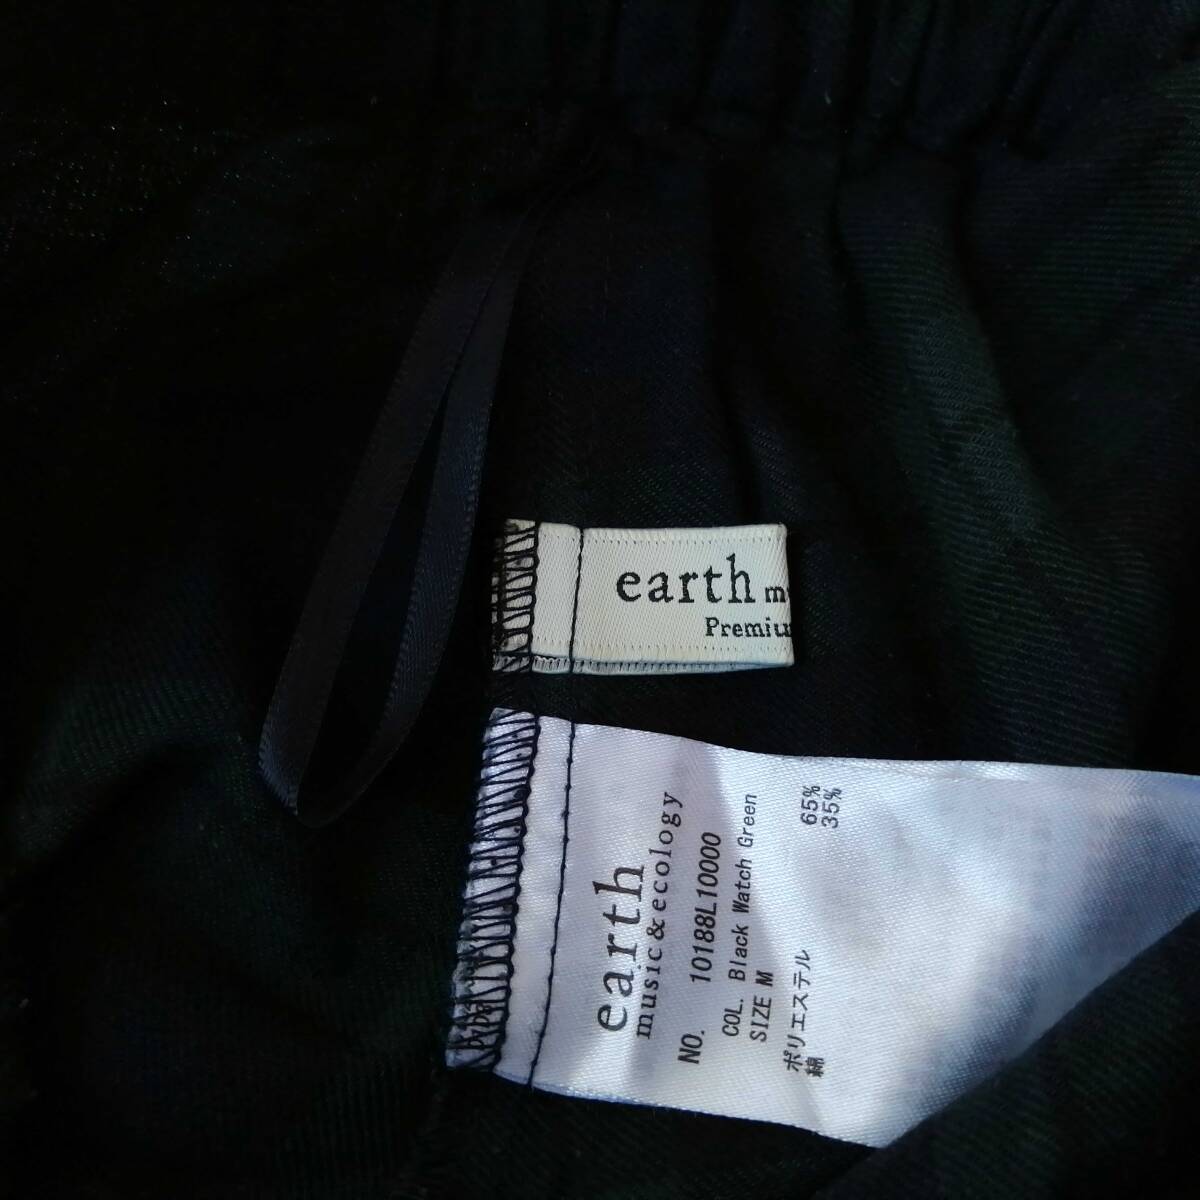 earth
Premiu
earth
music & ecology
NO. 10188L10000
COL. Black Watch Green
SIZE M
ポリエステル 65%
綿 35%